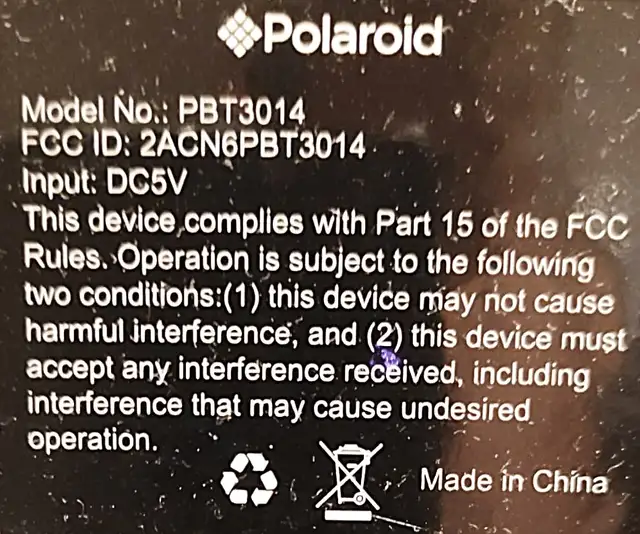 Polaroid
Model No.: PBT3014
FCC ID: 2ACN6PBT3014
Input: DC5V
This device complies with Part 15 of the FCC
Rules. Operation is subject to the following
two conditions:(1) this device may not cause
harmful interference, and (2) this device must
accept any interference received, including
interference that may cause undesired
operation.
Made in China